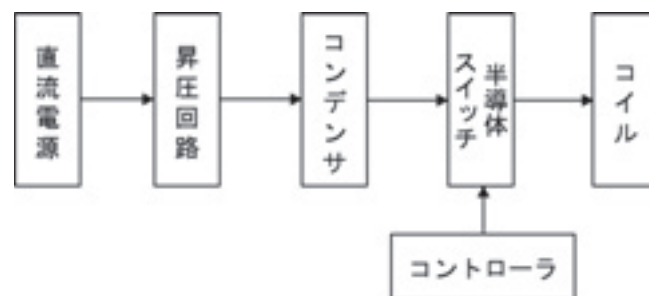 直流電源
昇圧回路
コンデンサ
半導体
スイッチ
コイル
コントローラ